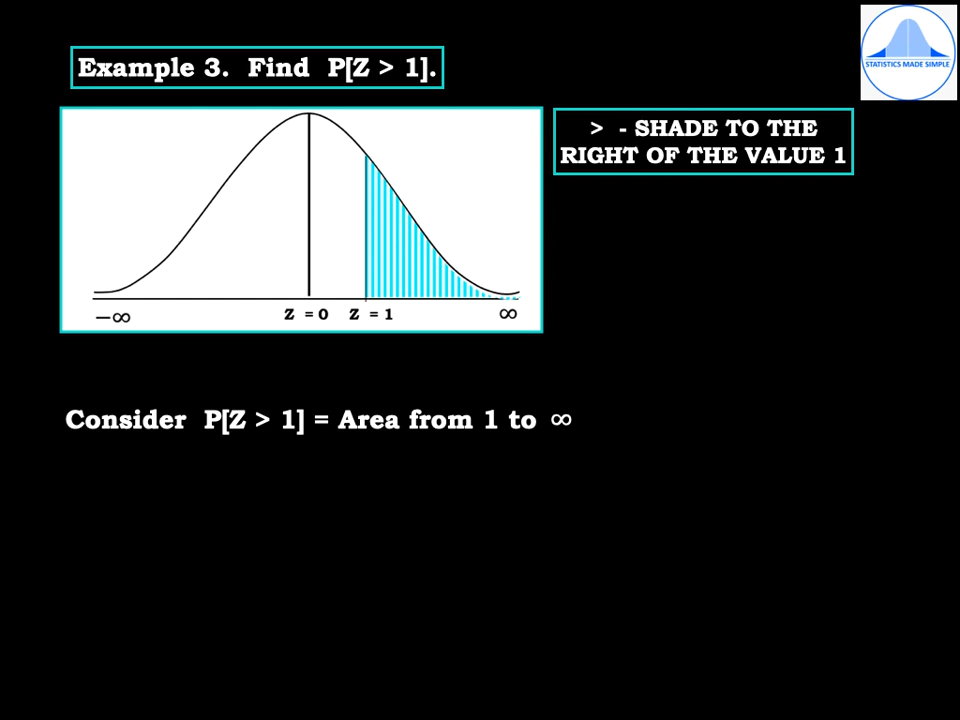 STATISTICS MADE SIMPLE
Example 3. Find P[Z > 1].
> - SHADE TO THE
RIGHT OF THE VALUE 1
−∞
Z = 0
Z = 1
∞
Consider P[Z > 1] = Area from 1 to ∞